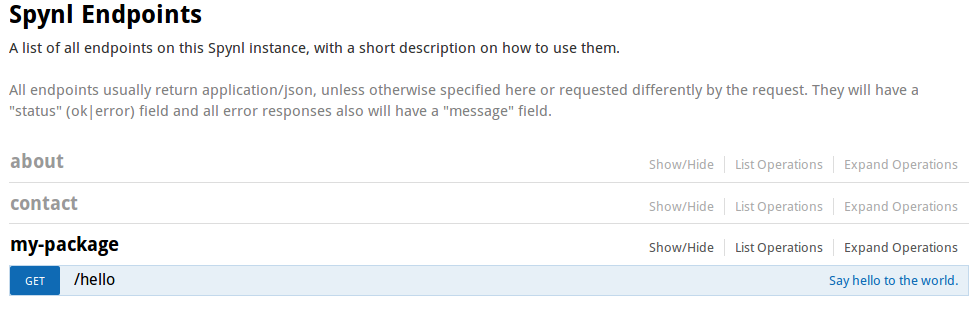 Spynl Endpoints
A list of all endpoints on this Spynl instance, with a short description on how to use them.
All endpoints usually return application/json, unless otherwise specified here or requested differently by the request. They will have a
"status" (ok|error) field and all error responses also will have a "message" field.
about Show/Hide List Operations Expand Operations
contact Show/Hide List Operations Expand Operations
my-package Show/Hide List Operations Expand Operations
GET /hello Say hello to the world.